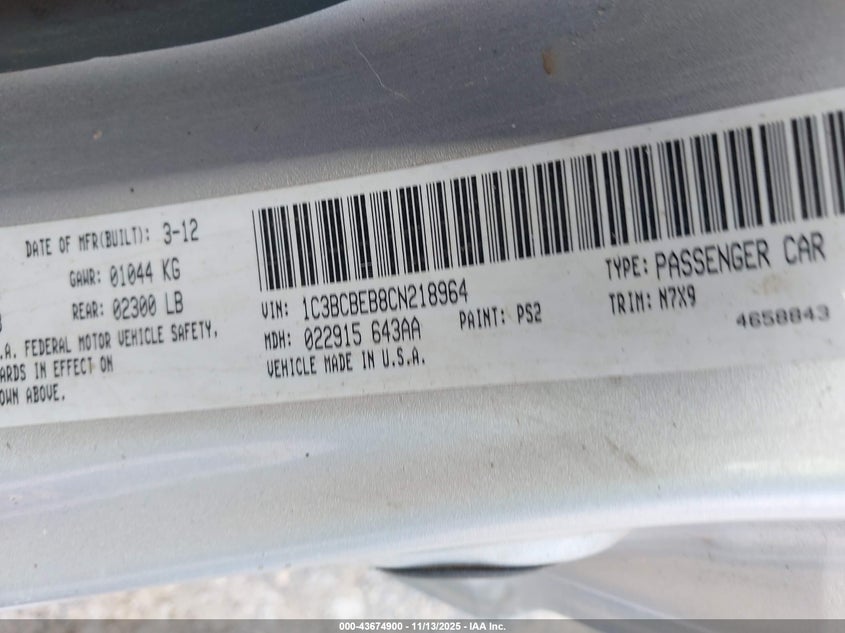 DATE OF MFR(BUILT): 3-12
GAWR: 01044 KG
REAR: 02300 LB
.A. FEDERAL MOTOR VEHICLE SAFETY,
ARDS IN EFFECT ON
OWN ABOVE.
VIN: 1C3BCBEB8CN218964
TYPE: PASSENGER CAR
MDH: 022915 643AA
PAINT: PS2
TRIM: N7X9
VEHICLE MADE IN U.S.A.
4658843
000-43674900 - 11/13/2025 - IAA Inc.